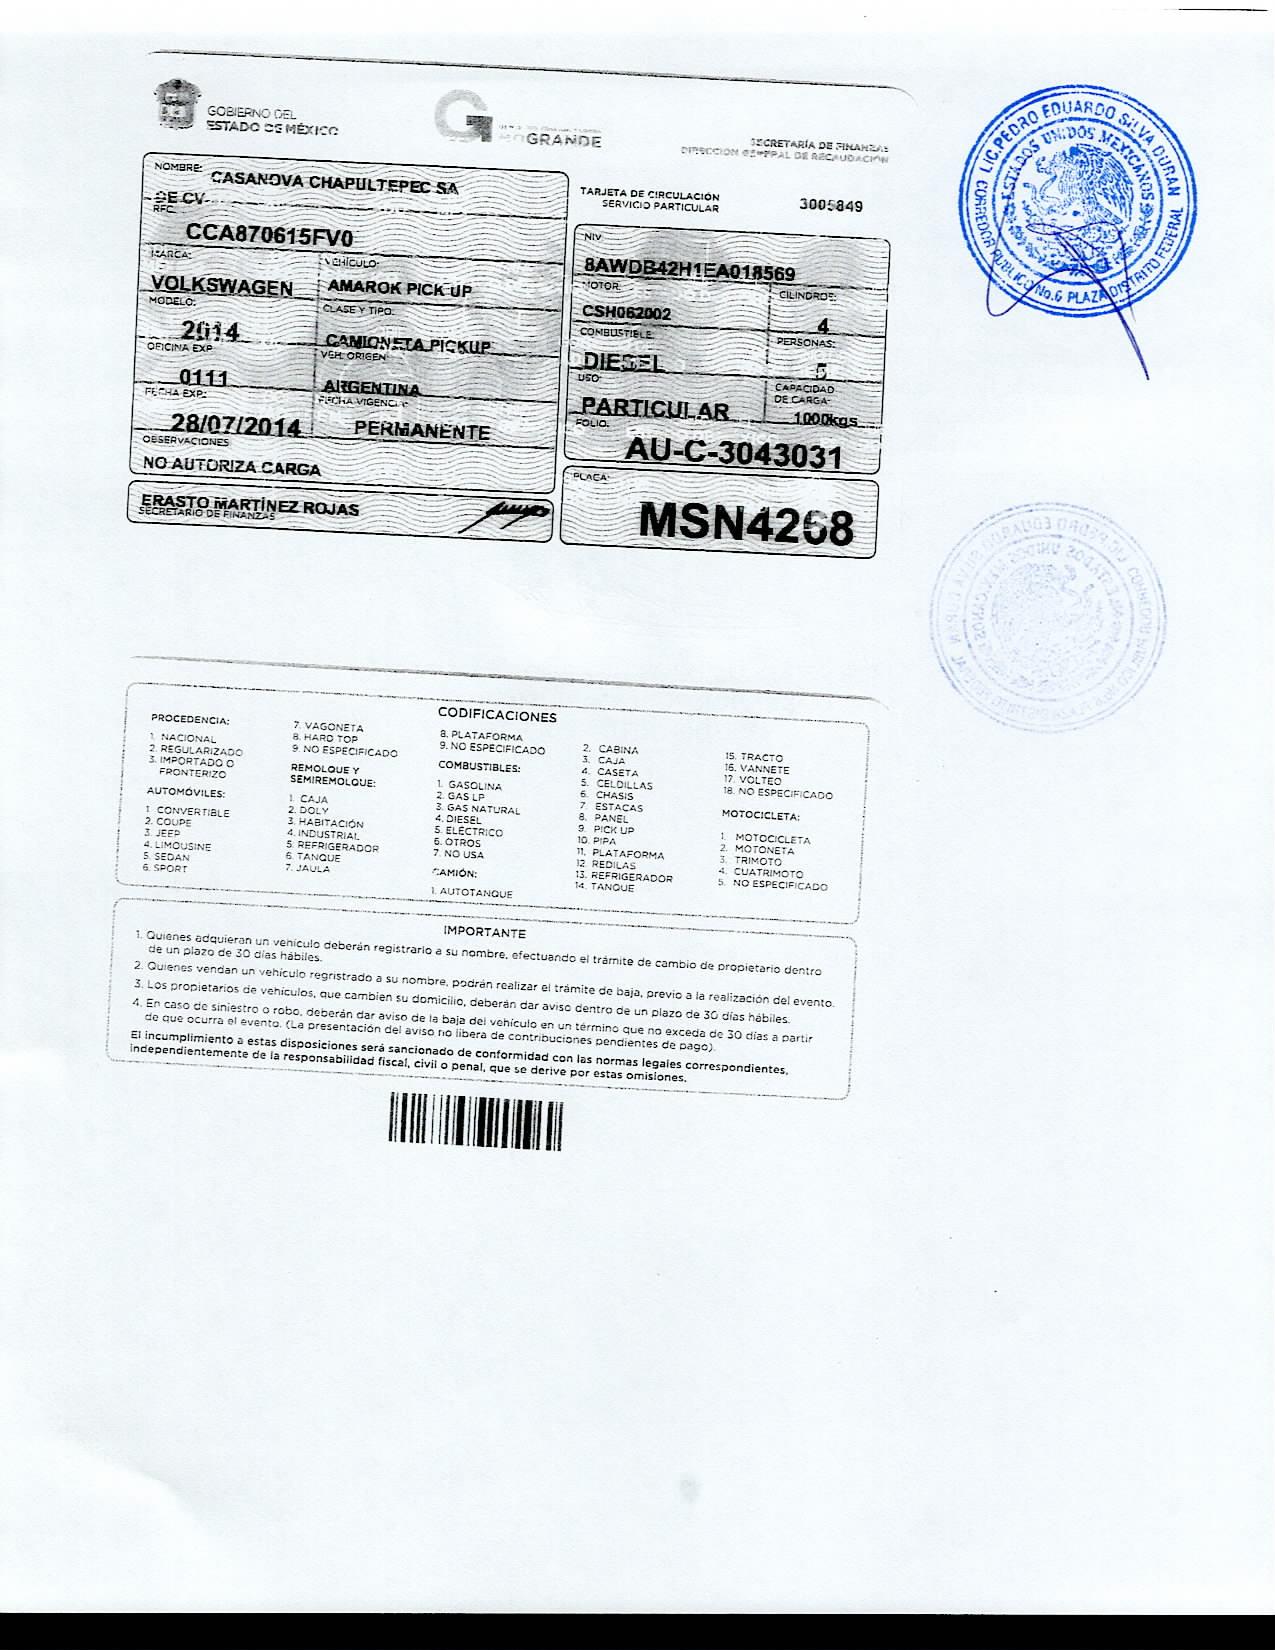 GOBIERNO DEL
ESTADO DE MÉXICO
GRANDE
SECRETARÍA DE FINANZAS
DIRECCIÓN GENERAL DE RECAUDACIÓN
NOMBRE: CASANOVA CHAPULTEPEC SA
DE CV
RFC:
CCA870615FV0
MARCA:
VOLKSWAGEN
VEHÍCULO:
AMAROK PICK UP
MODELO:
2014
CLASE Y TIPO:
CAMIONETA PICKUP
OFICINA EXP
0111
VEH. ORIGEN
ARGENTINA
FECHA EXP:
28/07/2014
FECHA VIGENCIA:
PERMANENTE
OBSERVACIONES
NO AUTORIZA CARGA
ERASTO MARTÍNEZ ROJAS
SECRETARIO DE FINANZAS
TARJETA DE CIRCULACIÓN
SERVICIO PARTICULAR
3005849
NIV
8AWDB42H1EA018569
MOTOR
CSH062002
CILINDROS:
4
COMBUSTIBLE:
DIESEL
PERSONAS:
5
USO:
PARTICULAR
CAPACIDAD
DE CARGA:
1000kgs
FOLIO:
AU-C-3043031
PLACA:
MSN4268
CORREDOR PUBLICO No.6 PLAZA DISTRITO FEDERAL
LIC. PEDRO EDUARDO SILVA DURAN
ESTADOS UNIDOS MEXICANOS
CODIFICACIONES
PROCEDENCIA:
1. NACIONAL
2. REGULARIZADO
3. IMPORTADO O
FRONTERIZO
AUTOMÓVILES:
1. CONVERTIBLE
2. COUPE
3. JEEP
4. LIMOUSINE
5. SEDAN
6. SPORT
7. VAGONETA
8. HARD TOP
9. NO ESPECIFICADO
REMOLQUE Y
SEMIREMOLQUE:
1. CAJA
2. DOLY
3. HABITACIÓN
4. INDUSTRIAL
5. REFRIGERADOR
6. TANQUE
7. JAULA
8. PLATAFORMA
9. NO ESPECIFICADO
COMBUSTIBLES:
1. GASOLINA
2. GAS LP
3. GAS NATURAL
4. DIESEL
5. ELÉCTRICO
6. OTROS
7. NO USA
CAMIÓN:
1. AUTOTANQUE
2. CABINA
3. CAJA
4. CASETA
5. CELDILLAS
6. CHASIS
7. ESTACAS
8. PANEL
9. PICK UP
10. PIPA
11. PLATAFORMA
12. REDILAS
13. REFRIGERADOR
14. TANQUE
15. TRACTO
16. VANNETE
17. VOLTEO
18. NO ESPECIFICADO
MOTOCICLETA:
1. MOTOCICLETA
2. MOTONETA
3. TRIMOTO
4. CUATRIMOTO
5. NO ESPECIFICADO
IMPORTANTE
1. Quienes adquieran un vehículo deberán registrarlo a su nombre, efectuando el trámite de cambio de propietario dentro
de un plazo de 30 días hábiles.
2. Quienes vendan un vehículo regristrado a su nombre, podrán realizar el trámite de baja, previo a la realización del evento.
3. Los propietarios de vehículos, que cambien su domicilio, deberán dar aviso dentro de un plazo de 30 días hábiles.
4. En caso de siniestro o robo, deberán dar aviso de la baja del vehículo en un término que no exceda de 30 días a partir
de que ocurra el evento. (La presentación del aviso no libera de contribuciones pendientes de pago).
El incumplimiento a estas disposiciones será sancionado de conformidad con las normas legales correspondientes,
independientemente de la responsabilidad fiscal, civil o penal, que se derive por estas omisiones.